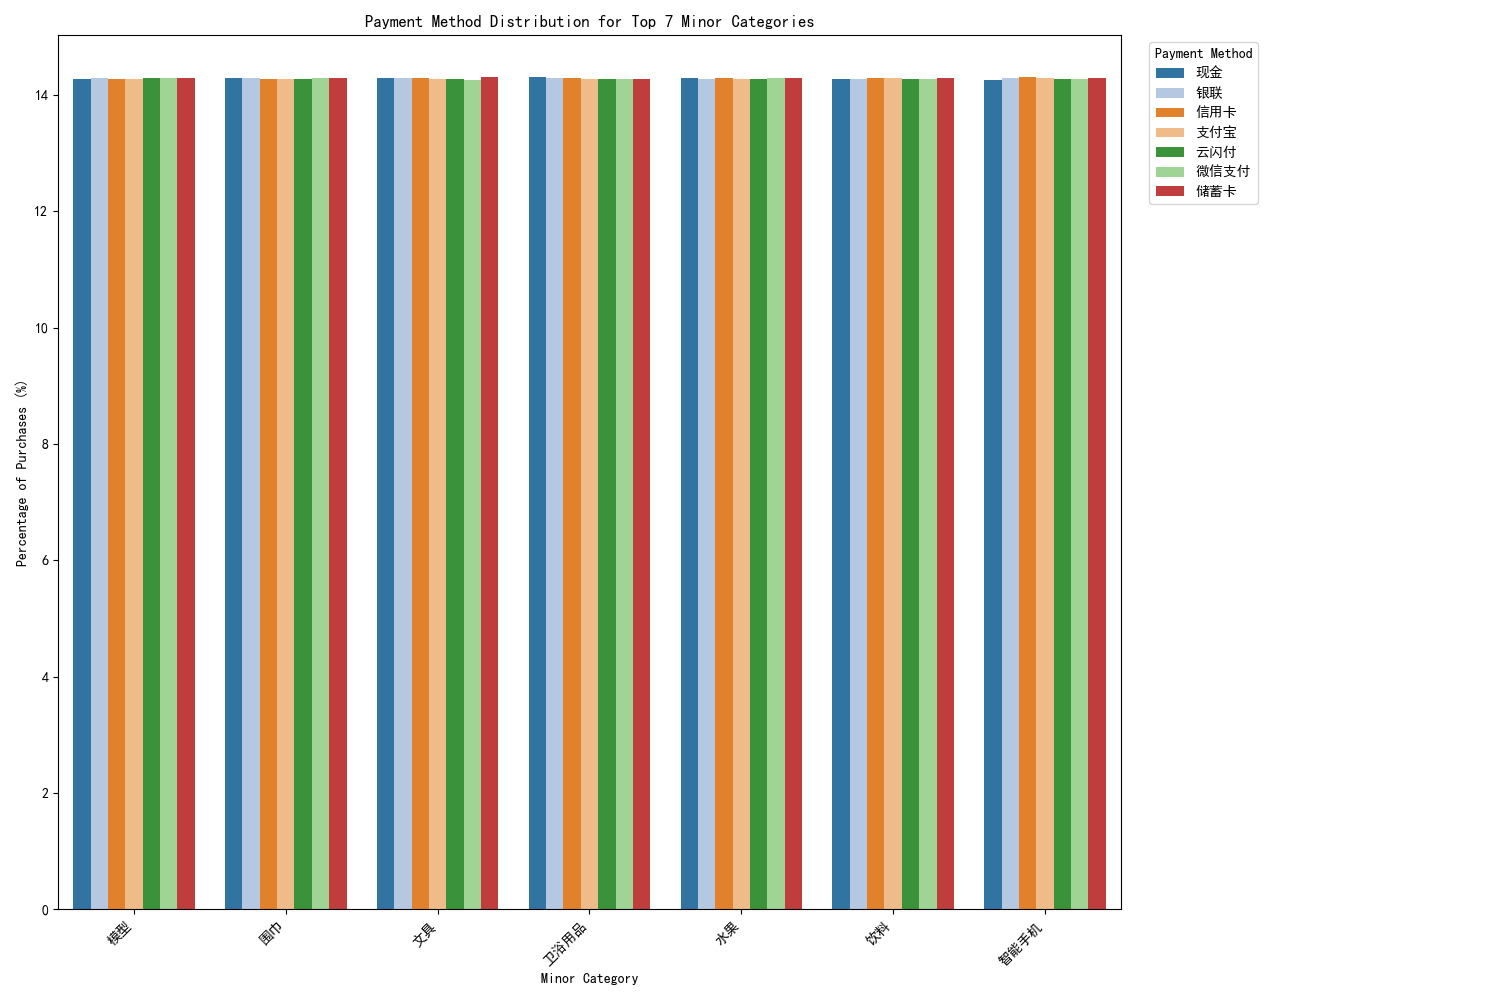 Payment Method Distribution for Top 7 Minor Categories
Payment Method
现金
银联
信用卡
支付宝
云闪付
微信支付
储蓄卡
Percentage of Purchases (%)
14
12
10
8
6
4
2
0
模型
围巾
文具
卫浴用品
水果
饮料
智能手机
Minor Category